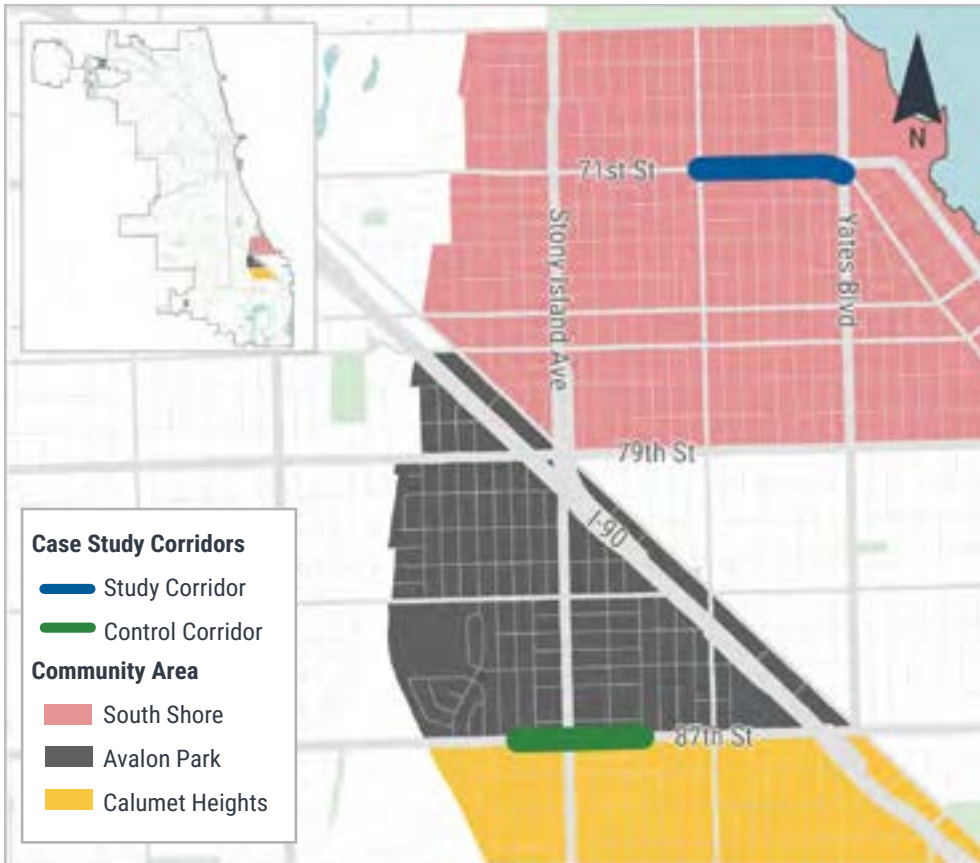 N
71st St
Stony Island Ave
Yates Blvd
79th St
I-90
87th St
Case Study Corridors
Study Corridor
Control Corridor
Community Area
South Shore
Avalon Park
Calumet Heights